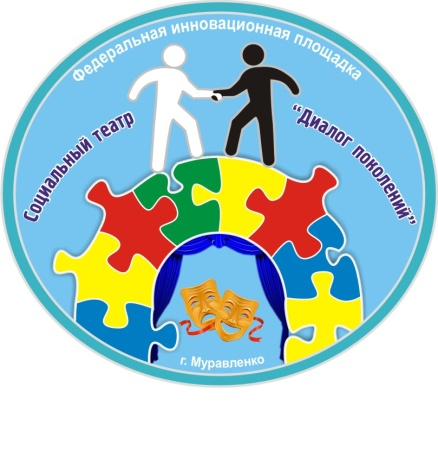 Федеральная инновационная площадка
Социальный театр
"Диалог поколений"
г. Муравленко